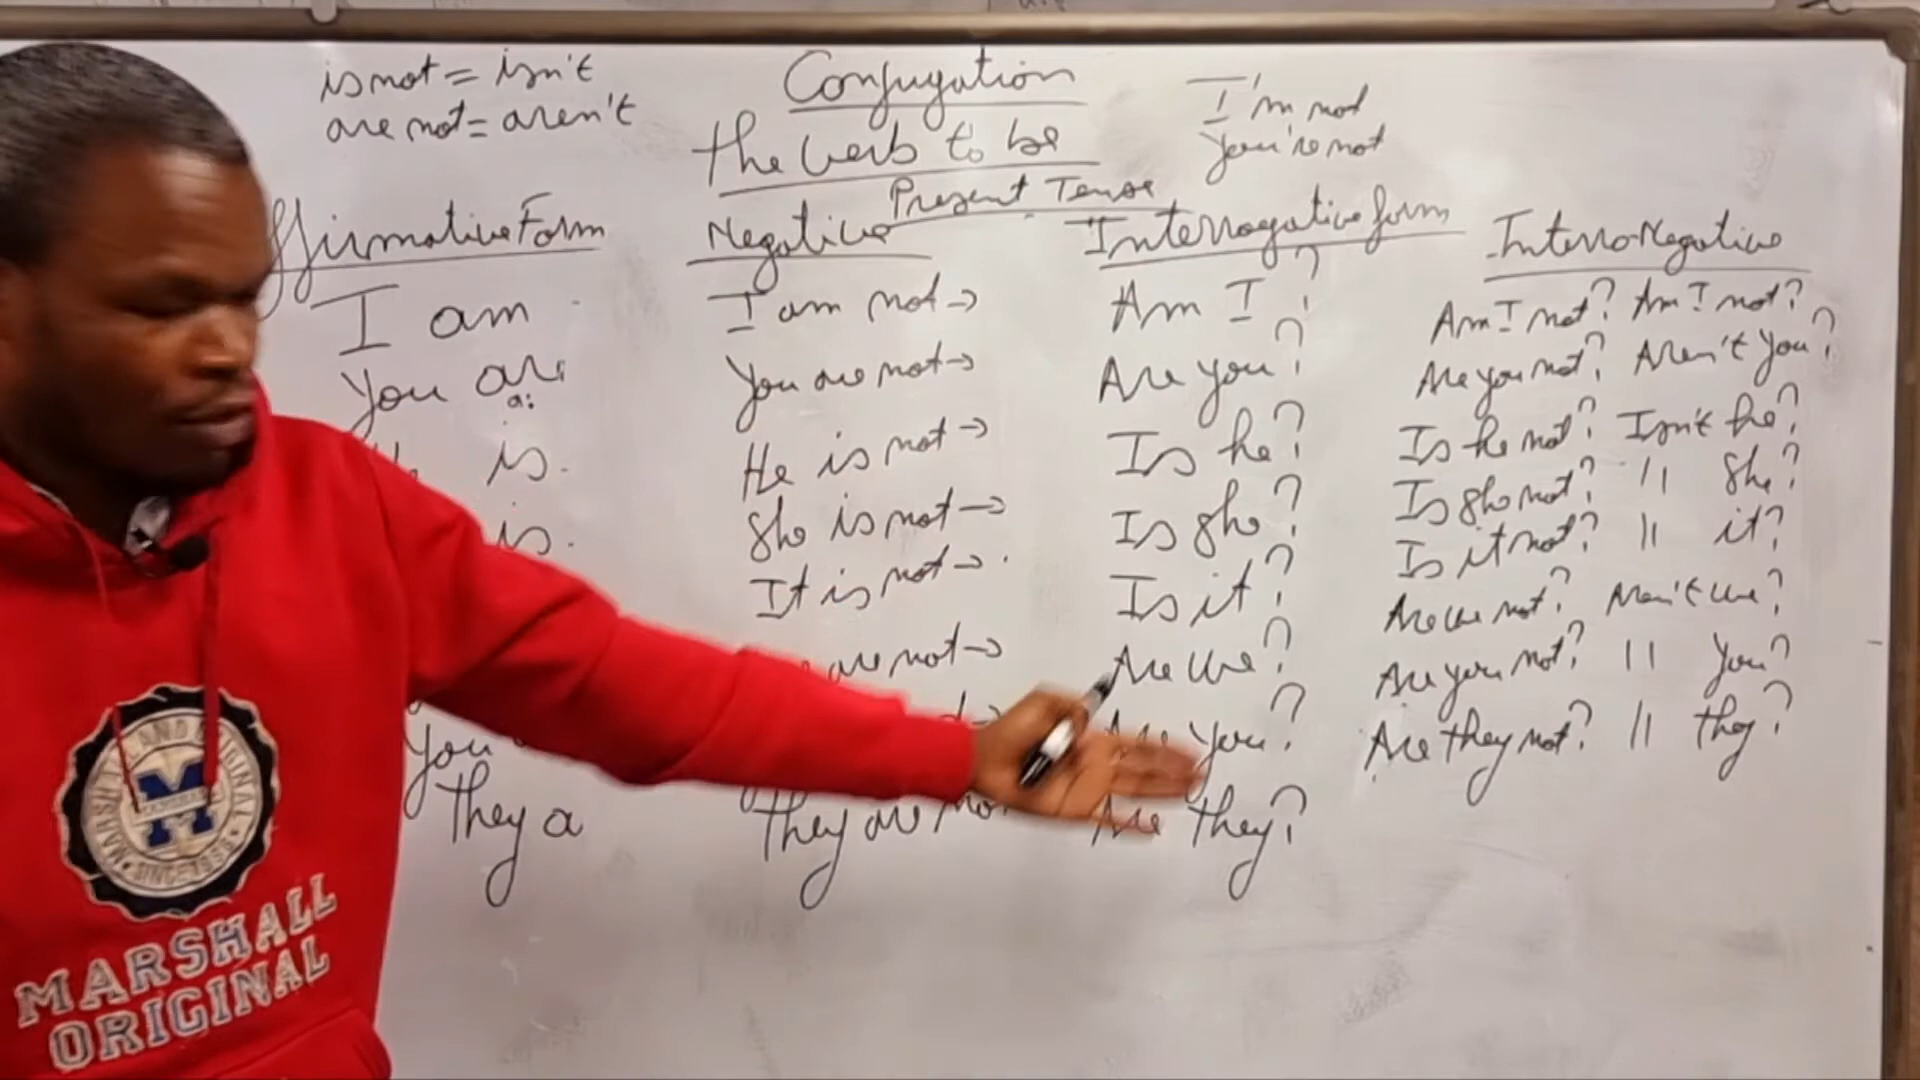 is not = isn't
are not = aren't
Conjugation
the verb to be
Present Tense
I'm not
you're not
ffirmative Form
I am
you are
a:
is.
is.
you
they a
Negative
I am not →
You are not →
He is not →
She is not →
It is not →
are not →
they are no
Interrogative form
Am I ?
Are you?
Is he?
Is she?
Is it?
Are we?
Are you?
Are they?
Interro-Negative
Am I not? Am I not?
Are you not? Aren't you?
Is he not? Isn't he?
Is she not? " she?
Is it not? " it?
Are we not? Aren't we?
Are you not? " you?
Are they not? " they?
M
SINCE 1858
MARSHALL
ORIGINAL